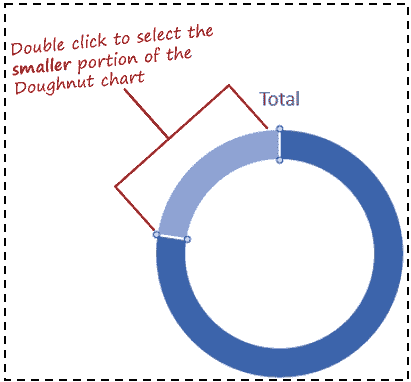 Double click to select the
smaller portion of the
Doughnut chart
Total